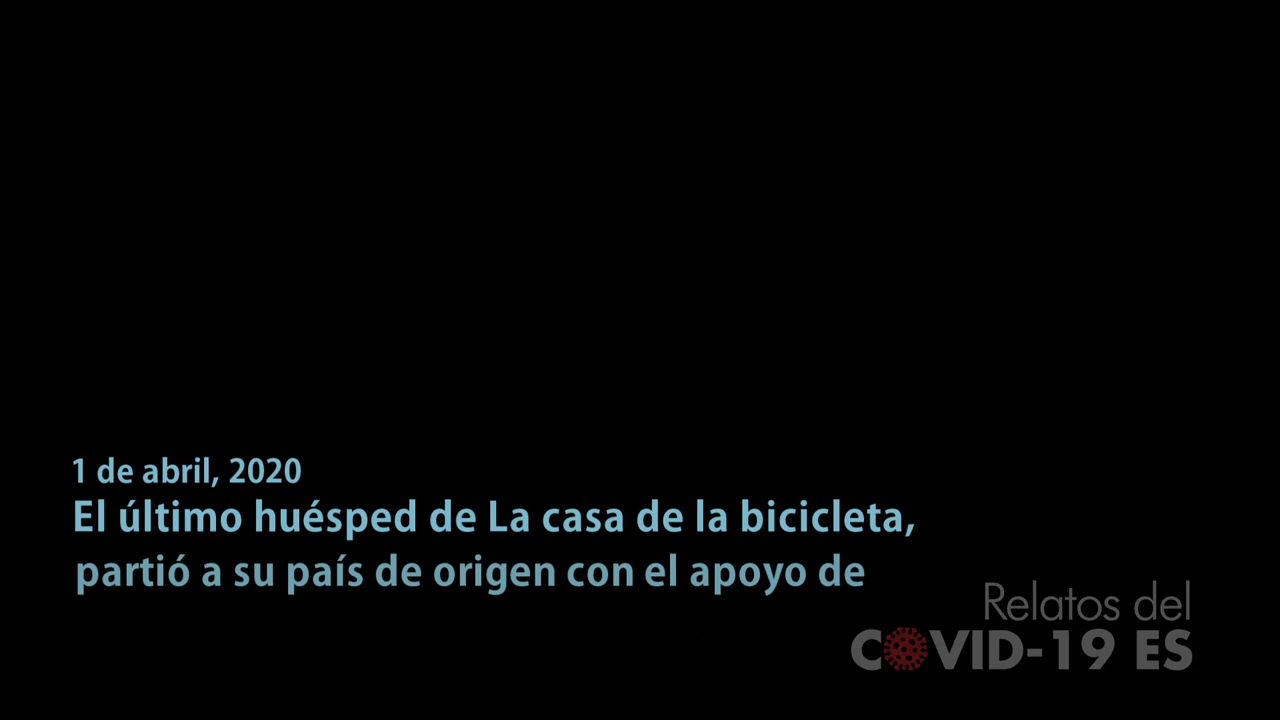 1 de abril, 2020
El último huésped de La casa de la bicicleta,
partió a su país de origen con el apoyo de
Relatos del
COVID-19 ES